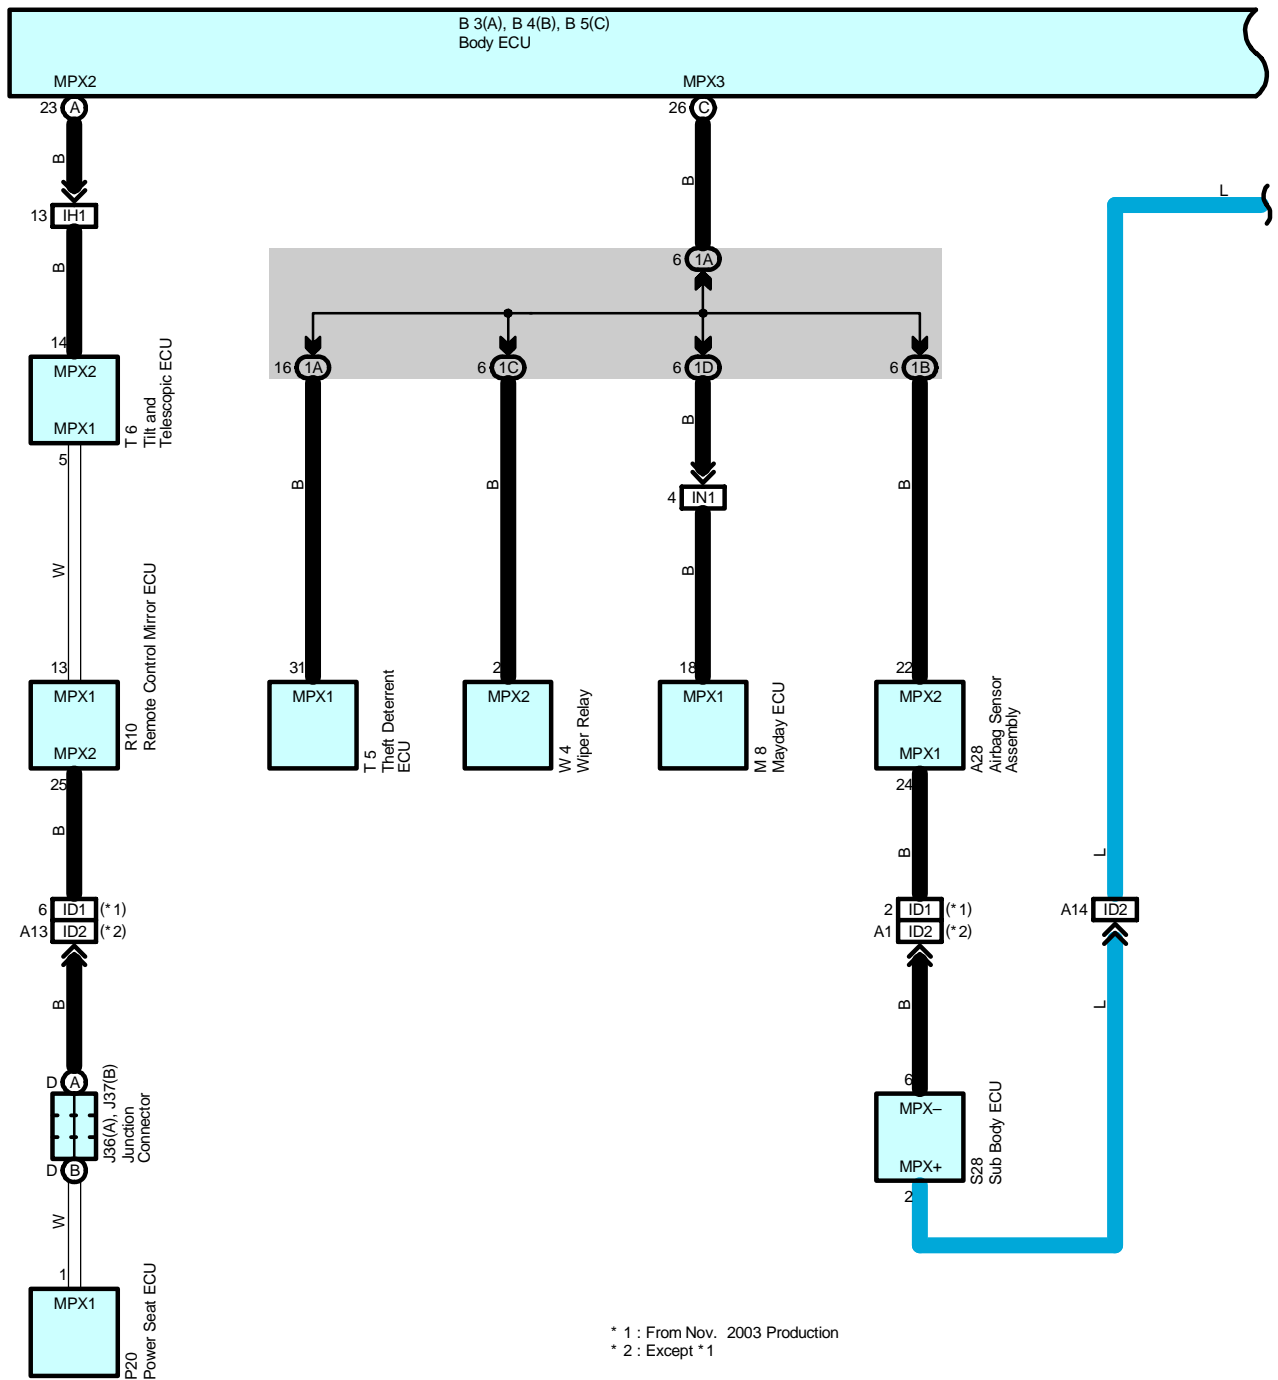 B 3(A), B 4(B), B 5(C)
Body ECU
MPX2
MPX3
23 A
26 C
B
B
L
13 IH1
B
6 1A
14
MPX2
MPX1
T 6
Tilt and
Telescopic ECU
5
16 1A
6 1C
6 1D
6 1B
B
B
B
B
4 IN1
W
B
13
MPX1
MPX2
R10
Remote Control Mirror ECU
25
31
MPX1
T 5
Theft Deterrent
ECU
2
MPX2
W 4
Wiper Relay
18
MPX1
M 8
Mayday ECU
22
MPX2
MPX1
A28
Airbag Sensor
Assembly
24
B
B
L
6 ID1 (*1)
A13 ID2 (*2)
2 ID1 (*1)
A1 ID2 (*2)
A14 ID2
B
B
L
D A
J36(A), J37(B)
Junction
Connector
D B
6
MPX–
MPX+
S28
Sub Body ECU
2
W
1
MPX1
P20
Power Seat ECU
* 1 : From Nov. 2003 Production
* 2 : Except *1